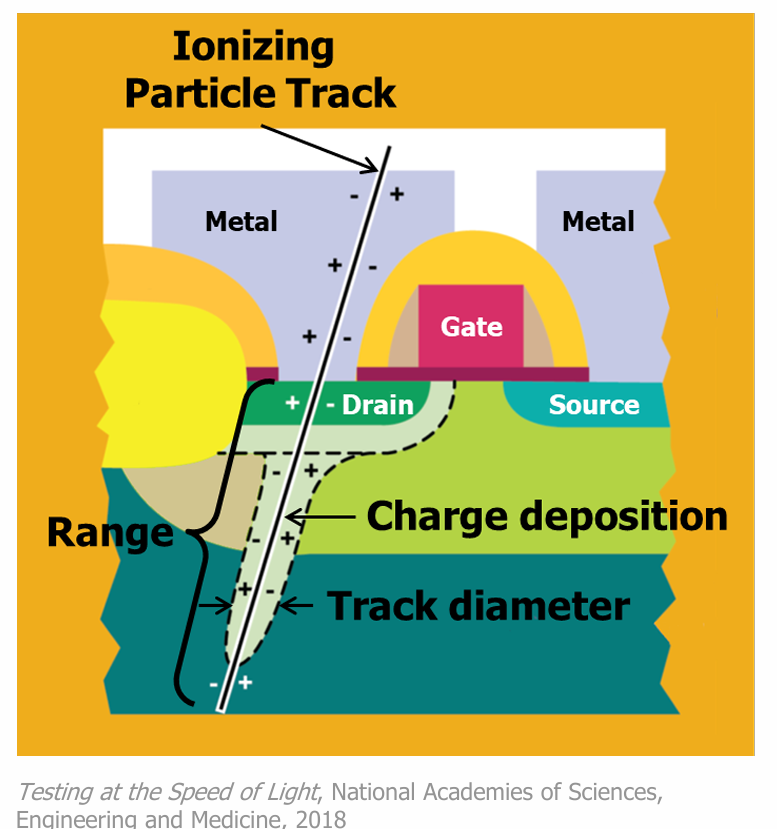 Ionizing
Particle Track
- +
Metal
Metal
+ -
+ -
Gate
+ - Drain
Source
- +
Charge deposition
Range
- +
+ -
Track diameter
- +
Testing at the Speed of Light, National Academies of Sciences,
Engineering and Medicine, 2018